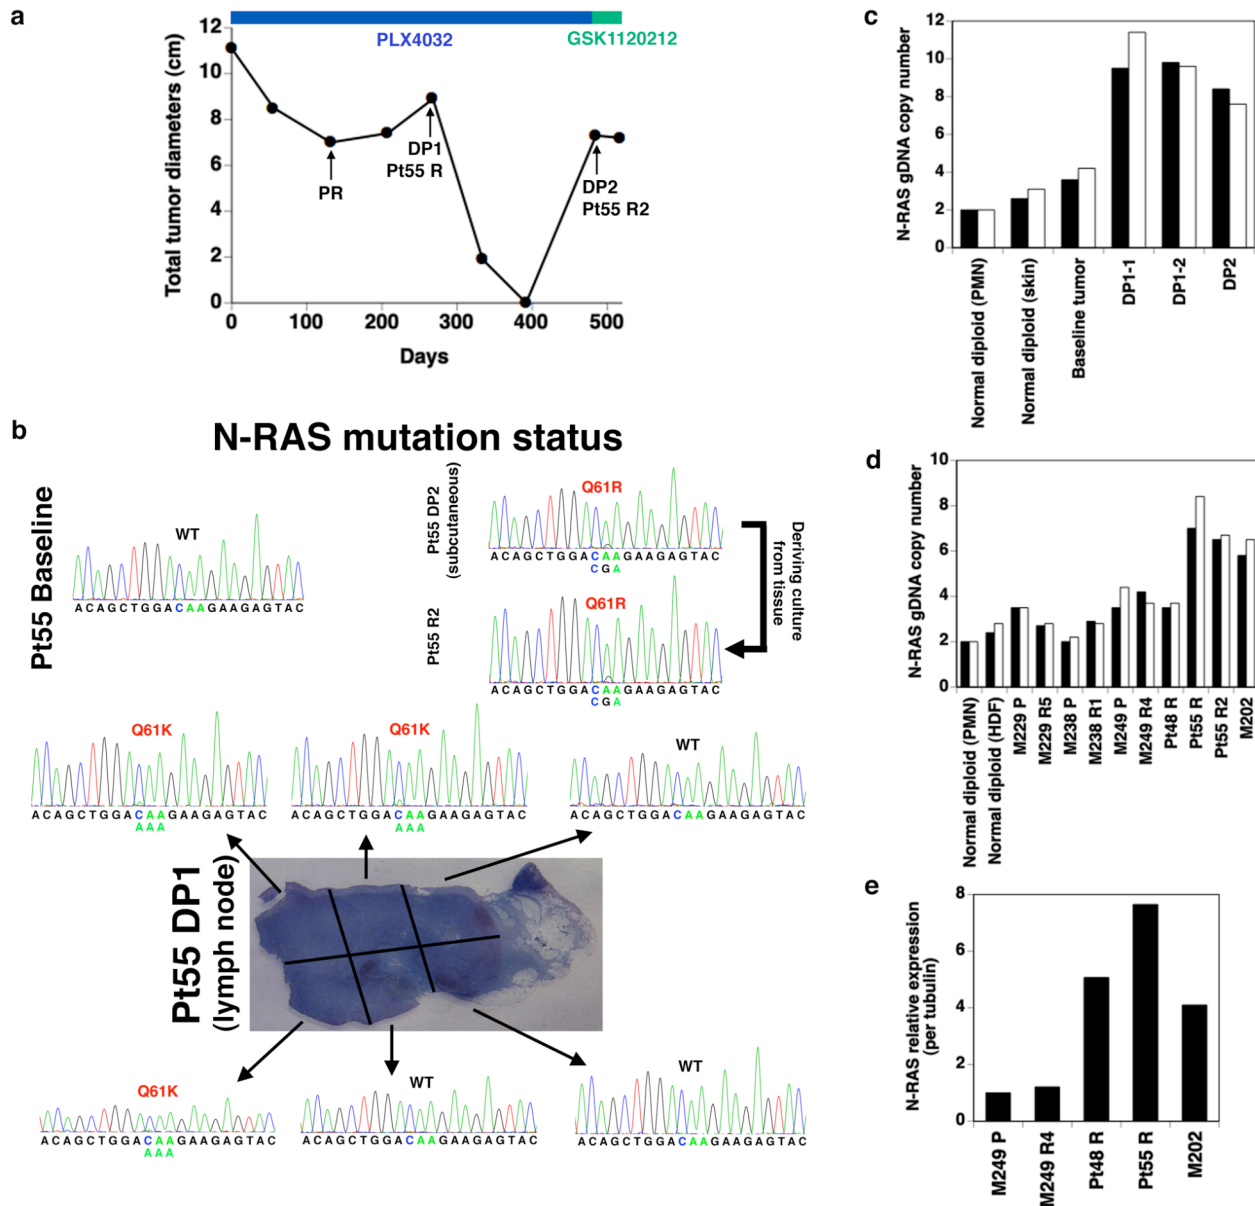 a
PLX4032
GSK1120212
Total tumor diameters (cm)
12
10
8
6
4
2
0
PR
DP1
Pt55 R
DP2
Pt55 R2
0 100 200 300 400 500
Days
b
N-RAS mutation status
Pt55 Baseline
WT
ACAGCTGGACAAGAAGAGTAC
Pt55 DP2
(subcutaneous)
Q61R
ACAGCTGGACAAGAAGAGTAC
CGA
Deriving culture
from tissue
Pt55 R2
Q61R
ACAGCTGGACAAGAAGAGTAC
CGA
Q61K
ACAGCTGGACAAGAAGAGTAC
AAA
Q61K
ACAGCTGGACAAGAAGAGTAC
AAA
WT
ACAGCTGGACAAGAAGAGTAC
Pt55 DP1
(lymph node)
Q61K
ACAGCTGGACAAGAAGAGTAC
AAA
WT
ACAGCTGGACAAGAAGAGTAC
WT
ACAGCTGGACAAGAAGAGTAC
c
N-RAS gDNA copy number
12
10
8
6
4
2
0
Normal diploid (PMN)
Normal diploid (skin)
Baseline tumor
DP1-1
DP1-2
DP2
d
N-RAS gDNA copy number
10
8
6
4
2
0
Normal diploid (PMN)
Normal diploid (HDF)
M229 P
M229 R5
M238 P
M238 R1
M249 P
M249 R4
Pt48 R
Pt55 R
Pt55 R2
M202
e
N-RAS relative expression
(per tubulin)
8
6
4
2
0
M249 P
M249 R4
Pt48 R
Pt55 R
M202